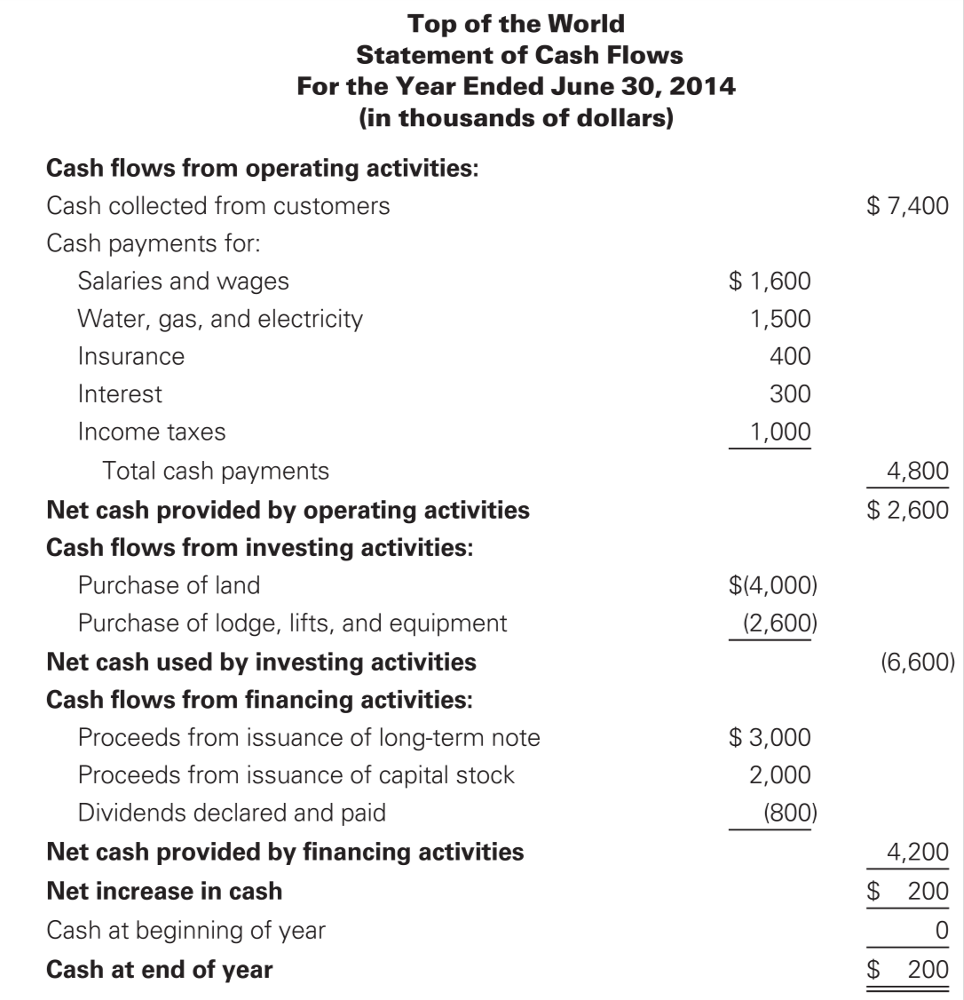 Top of the World
Statement of Cash Flows
For the Year Ended June 30, 2014
(in thousands of dollars)
Cash flows from operating activities:
Cash collected from customers $ 7,400
Cash payments for:
Salaries and wages $ 1,600
Water, gas, and electricity 1,500
Insurance 400
Interest 300
Income taxes 1,000
Total cash payments 4,800
Net cash provided by operating activities $ 2,600
Cash flows from investing activities:
Purchase of land $(4,000)
Purchase of lodge, lifts, and equipment (2,600)
Net cash used by investing activities (6,600)
Cash flows from financing activities:
Proceeds from issuance of long-term note $ 3,000
Proceeds from issuance of capital stock 2,000
Dividends declared and paid (800)
Net cash provided by financing activities 4,200
Net increase in cash $ 200
Cash at beginning of year 0
Cash at end of year $ 200